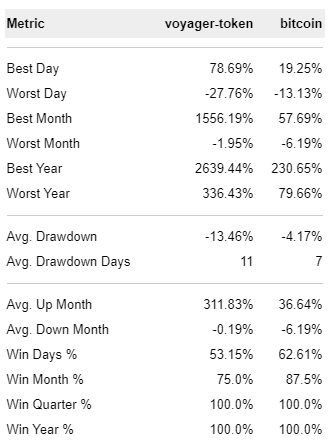 Metric voyager-token bitcoin
Best Day 78.69% 19.25%
Worst Day -27.76% -13.13%
Best Month 1556.19% 57.69%
Worst Month -1.95% -6.19%
Best Year 2639.44% 230.65%
Worst Year 336.43% 79.66%
Avg. Drawdown -13.46% -4.17%
Avg. Drawdown Days 11 7
Avg. Up Month 311.83% 36.64%
Avg. Down Month -0.19% -6.19%
Win Days % 53.15% 62.61%
Win Month % 75.0% 87.5%
Win Quarter % 100.0% 100.0%
Win Year % 100.0% 100.0%